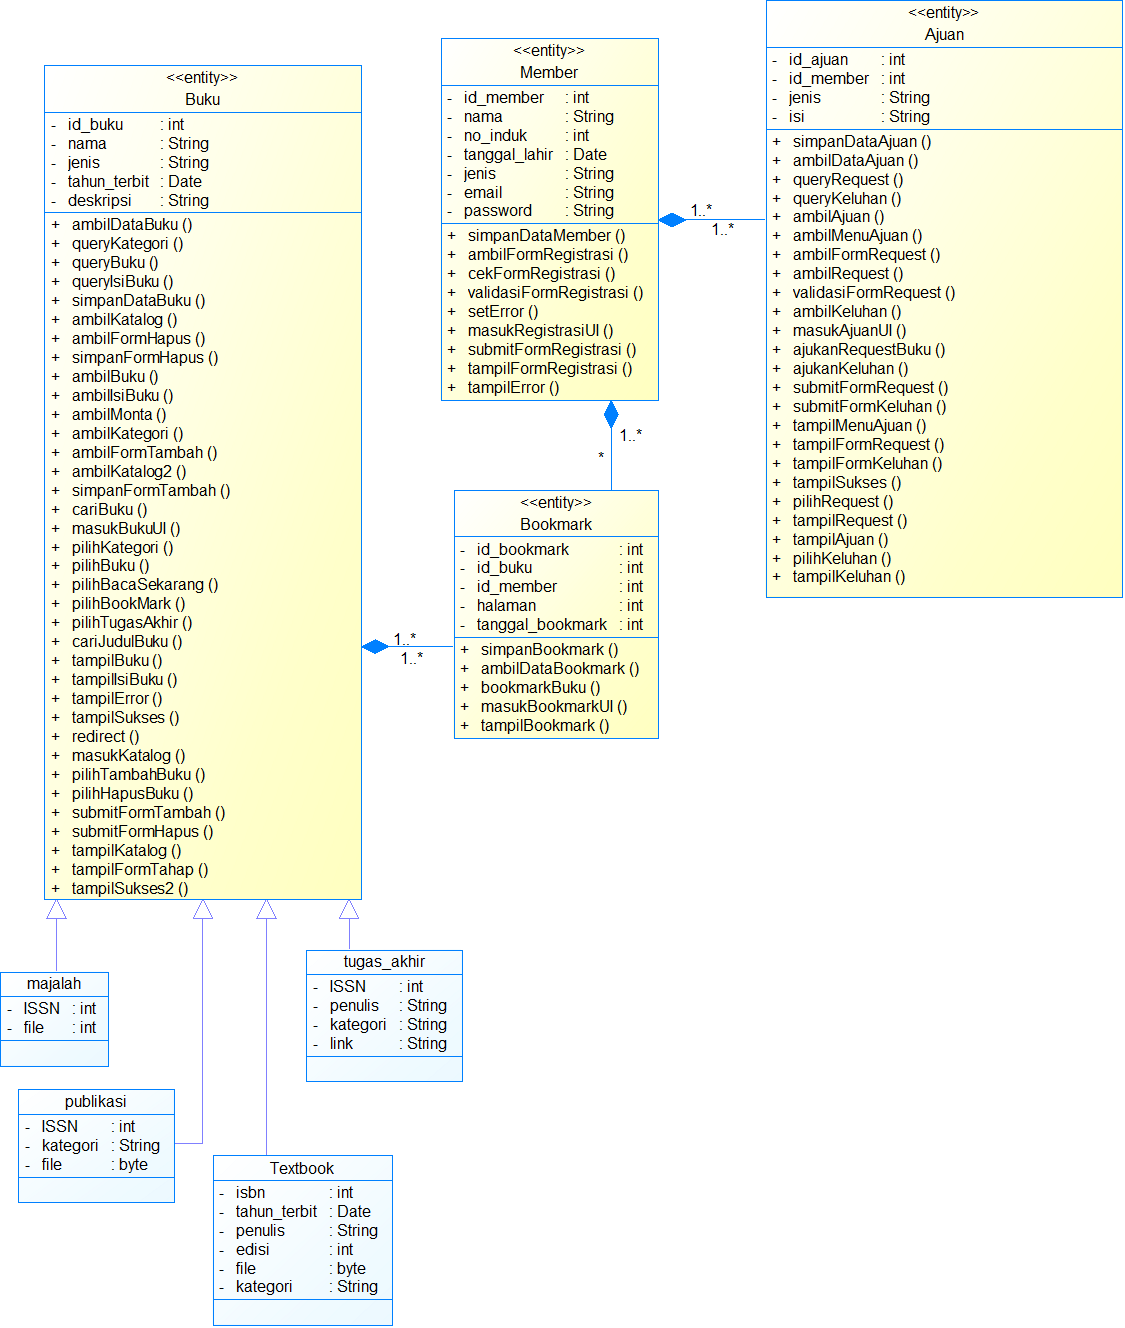 <<entity>>
Buku
- id_buku : int
- nama : String
- jenis : String
- tahun_terbit : Date
- deskripsi : String
+ ambilDataBuku ()
+ queryKategori ()
+ queryBuku ()
+ queryIsiBuku ()
+ simpanDataBuku ()
+ ambilKatalog ()
+ ambilFormHapus ()
+ simpanFormHapus ()
+ ambilBuku ()
+ ambilIsiBuku ()
+ ambilMonta ()
+ ambilKategori ()
+ ambilFormTambah ()
+ ambilKatalog2 ()
+ simpanFormTambah ()
+ cariBuku ()
+ masukBukuUI ()
+ pilihKategori ()
+ pilihBuku ()
+ pilihBacaSekarang ()
+ pilihBookMark ()
+ pilihTugasAkhir ()
+ cariJudulBuku ()
+ tampilBuku ()
+ tampilIsiBuku ()
+ tampilError ()
+ tampilSukses ()
+ redirect ()
+ masukKatalog ()
+ pilihTambahBuku ()
+ pilihHapusBuku ()
+ submitFormTambah ()
+ submitFormHapus ()
+ tampilKatalog ()
+ tampilFormTahap ()
+ tampilSukses2 ()
<<entity>>
Member
- id_member : int
- nama : String
- no_induk : int
- tanggal_lahir : Date
- jenis : String
- email : String
- password : String
+ simpanDataMember ()
+ ambilFormRegistrasi ()
+ cekFormRegistrasi ()
+ validasiFormRegistrasi ()
+ setError ()
+ masukRegistrasiUI ()
+ submitFormRegistrasi ()
+ tampilFormRegistrasi ()
+ tampilError ()
1..*
1..*
<<entity>>
Ajuan
- id_ajuan : int
- id_member : int
- jenis : String
- isi : String
+ simpanDataAjuan ()
+ ambilDataAjuan ()
+ queryRequest ()
+ queryKeluhan ()
+ ambilAjuan ()
+ ambilMenuAjuan ()
+ ambilFormRequest ()
+ ambilRequest ()
+ validasiFormRequest ()
+ ambilKeluhan ()
+ masukAjuanUI ()
+ ajukanRequestBuku ()
+ ajukanKeluhan ()
+ submitFormRequest ()
+ submitFormKeluhan ()
+ tampilMenuAjuan ()
+ tampilFormRequest ()
+ tampilFormKeluhan ()
+ tampilSukses ()
+ pilihRequest ()
+ tampilRequest ()
+ tampilAjuan ()
+ pilihKeluhan ()
+ tampilKeluhan ()
1..*
*
<<entity>>
Bookmark
- id_bookmark : int
- id_buku : int
- id_member : int
- halaman : int
- tanggal_bookmark : int
+ simpanBookmark ()
+ ambilDataBookmark ()
+ bookmarkBuku ()
+ masukBookmarkUI ()
+ tampilBookmark ()
1..*
1..*
majalah
- ISSN : int
- file : int
tugas_akhir
- ISSN : int
- penulis : String
- kategori : String
- link : String
publikasi
- ISSN : int
- kategori : String
- file : byte
Textbook
- isbn : int
- tahun_terbit : Date
- penulis : String
- edisi : int
- file : byte
- kategori : String